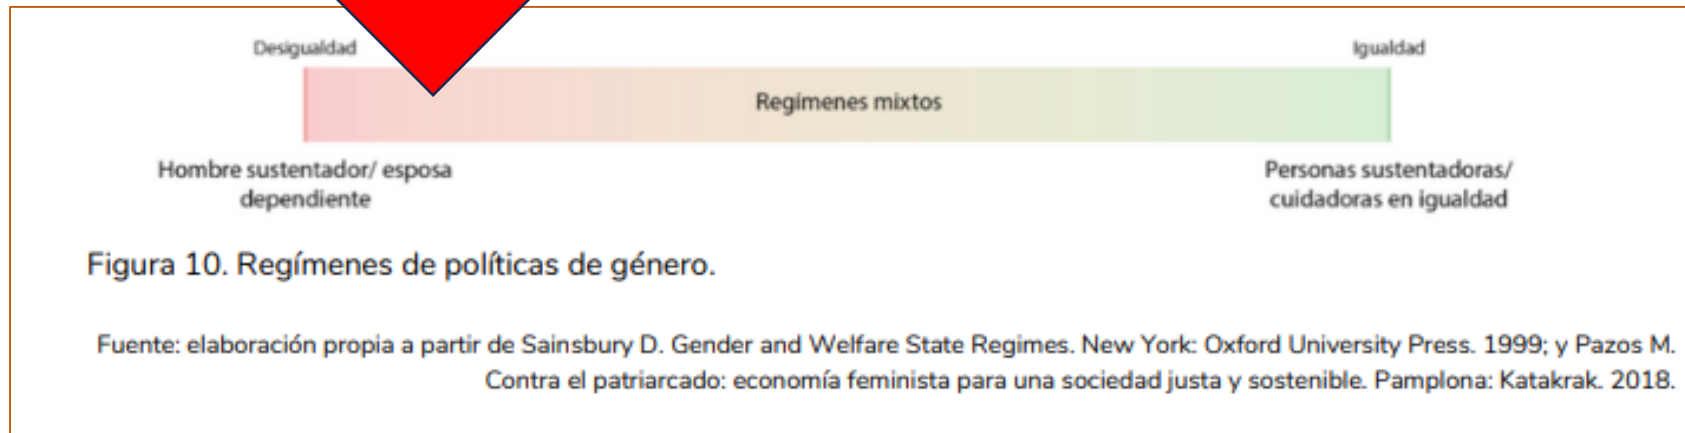 Desigualdad
Igualdad
Regímenes mixtos
Hombre sustentador/ esposa
dependiente
Personas sustentadoras/
cuidadoras en igualdad
Figura 10. Regímenes de políticas de género.
Fuente: elaboración propia a partir de Sainsbury D. Gender and Welfare State Regimes. New York: Oxford University Press. 1999; y Pazos M.
Contra el patriarcado: economía feminista para una sociedad justa y sostenible. Pamplona: Katakrak. 2018.